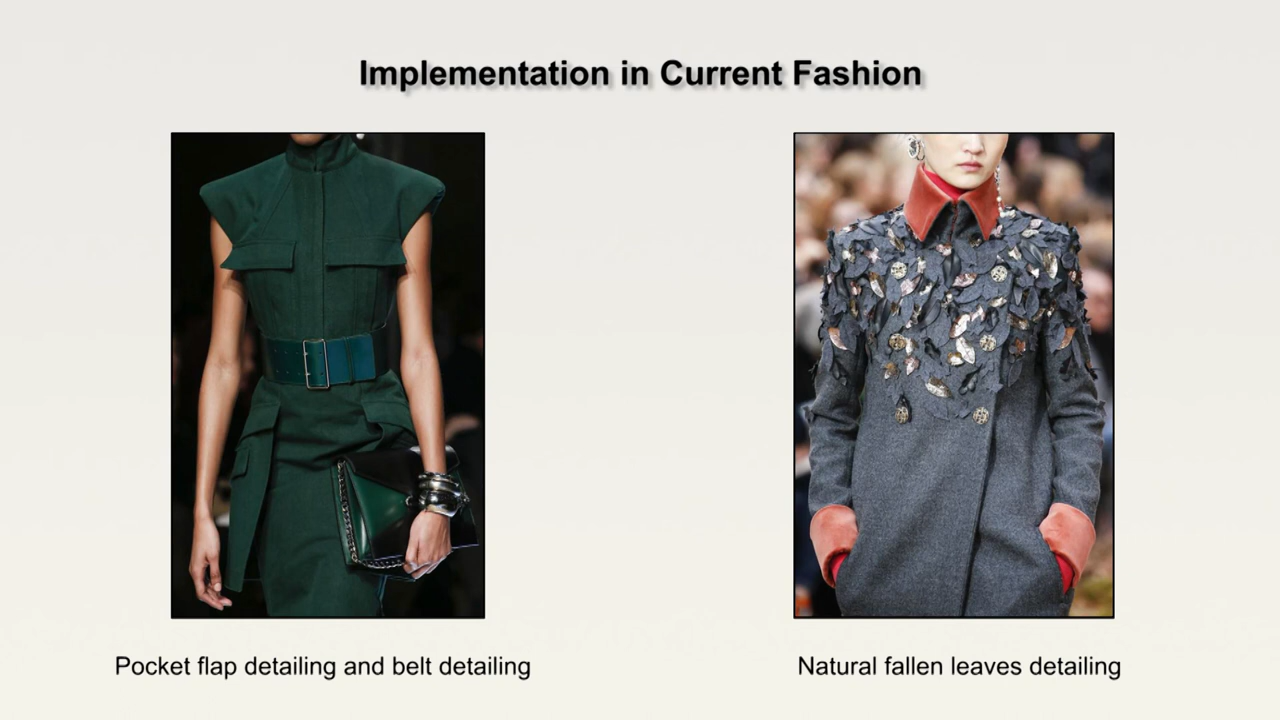 Implementation in Current Fashion
Pocket flap detailing and belt detailing
Natural fallen leaves detailing